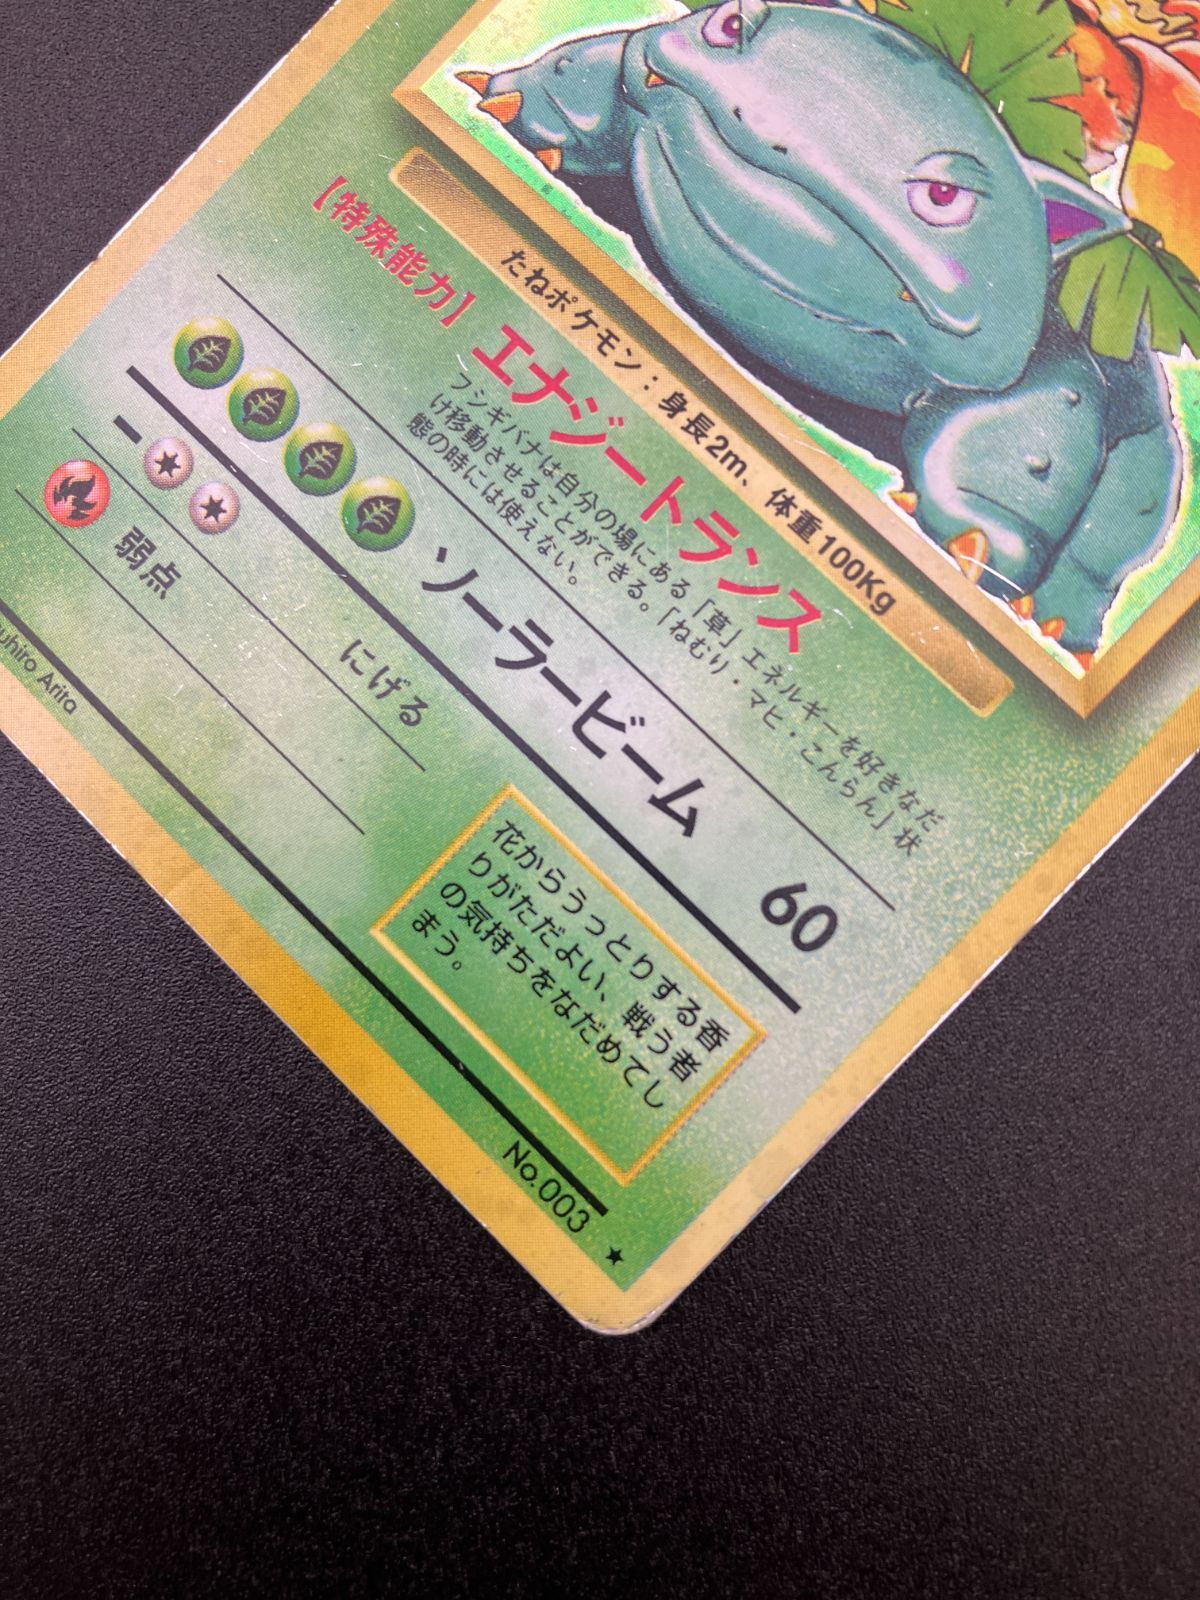 たねポケモン：身長2m、体重100Kg
【特殊能力】エナジートランス
フシギバナは自分の場にある「草」エネルギーを好きなだ
け移動させることができる。「ねむり・マヒ・こんらん」状
態の時には使えない。
ソーラービーム 60
弱点
にげる
花からうっとりする香
りがただよい、戦う者
の気持ちをなだめてし
まう。
Arita
No.003 ★